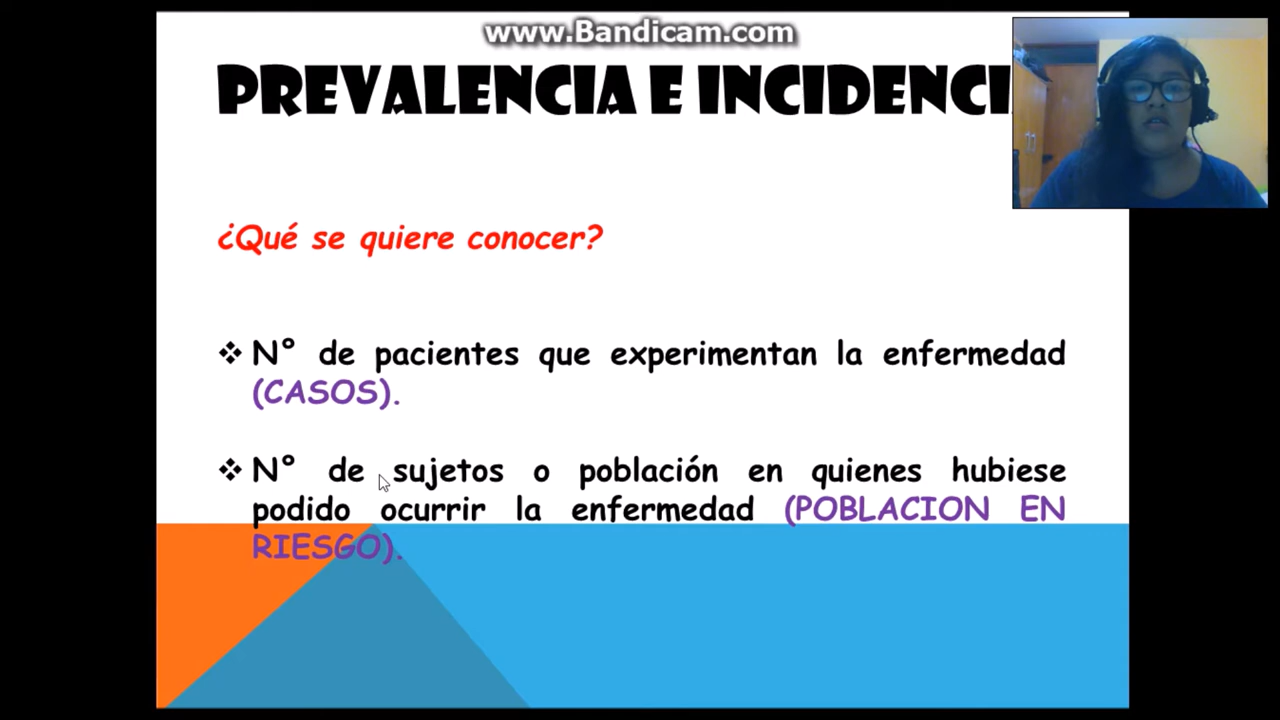 www.Bandicam.com
PREVALENCIA E INCIDENCI
¿Qué se quiere conocer?
❖ N° de pacientes que experimentan la enfermedad
(CASOS).
❖ N° de sujetos o población en quienes hubiese
podido ocurrir la enfermedad (POBLACION EN
RIESGO).